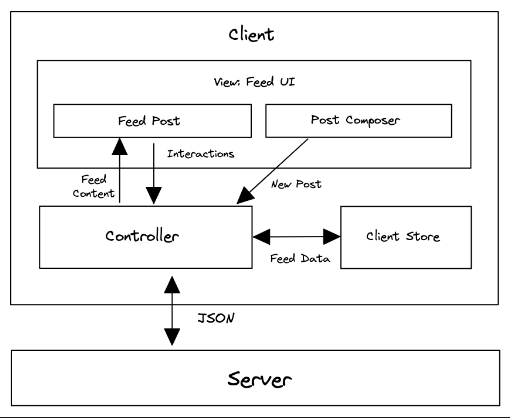 Client
View: Feed UI
Feed Post
Post Composer
Interactions
Feed
Content
New Post
Controller
Client Store
Feed Data
JSON
Server